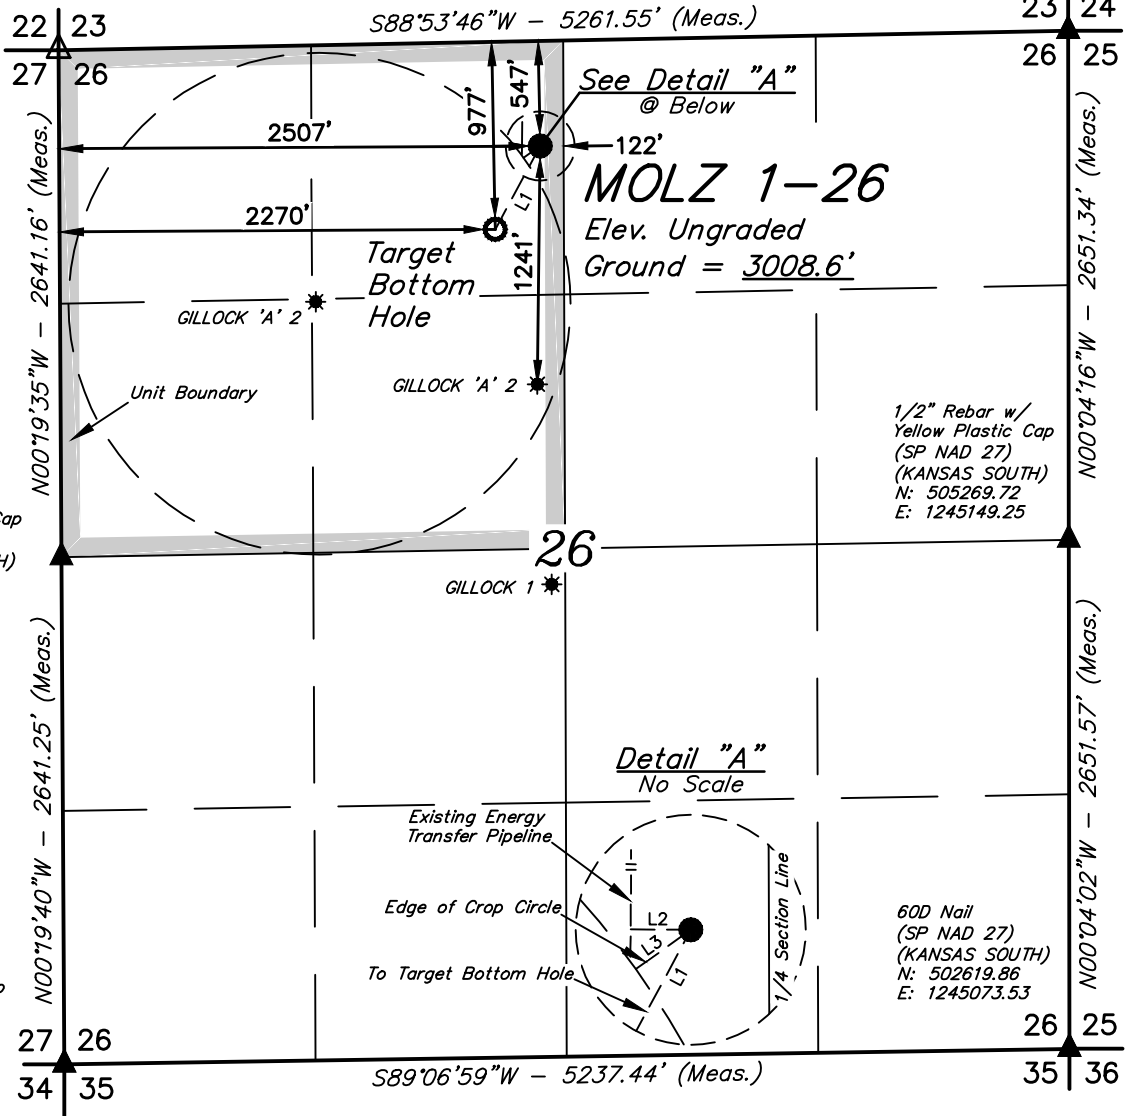 S88°53'46"W - 5261.55' (Meas.)
22 23
27 26
23 24
26 25
977'
547'
See Detail "A"
@ Below
2507'
122'
MOLZ 1-26
Elev. Ungraded
Ground = 3008.6'
L1
2270'
1241'
Target
Bottom
Hole
GILLOCK 'A' 2
GILLOCK 'A' 2
Unit Boundary
N00°19'35"W - 2641.16' (Meas.)
N00°04'16"W - 2651.34' (Meas.)
1/2" Rebar w/
Yellow Plastic Cap
(SP NAD 27)
(KANSAS SOUTH)
N: 505269.72
E: 1245149.25
Cap
H)
26
GILLOCK 1
N00°19'40"W - 2641.25' (Meas.)
N00°04'02"W - 2651.57' (Meas.)
Detail "A"
No Scale
Existing Energy
Transfer Pipeline
Edge of Crop Circle
To Target Bottom Hole
L2
L3
L1
1/4 Section Line
60D Nail
(SP NAD 27)
(KANSAS SOUTH)
N: 502619.86
E: 1245073.53
27 26
34 35
26 25
35 36
S89°06'59"W - 5237.44' (Meas.)